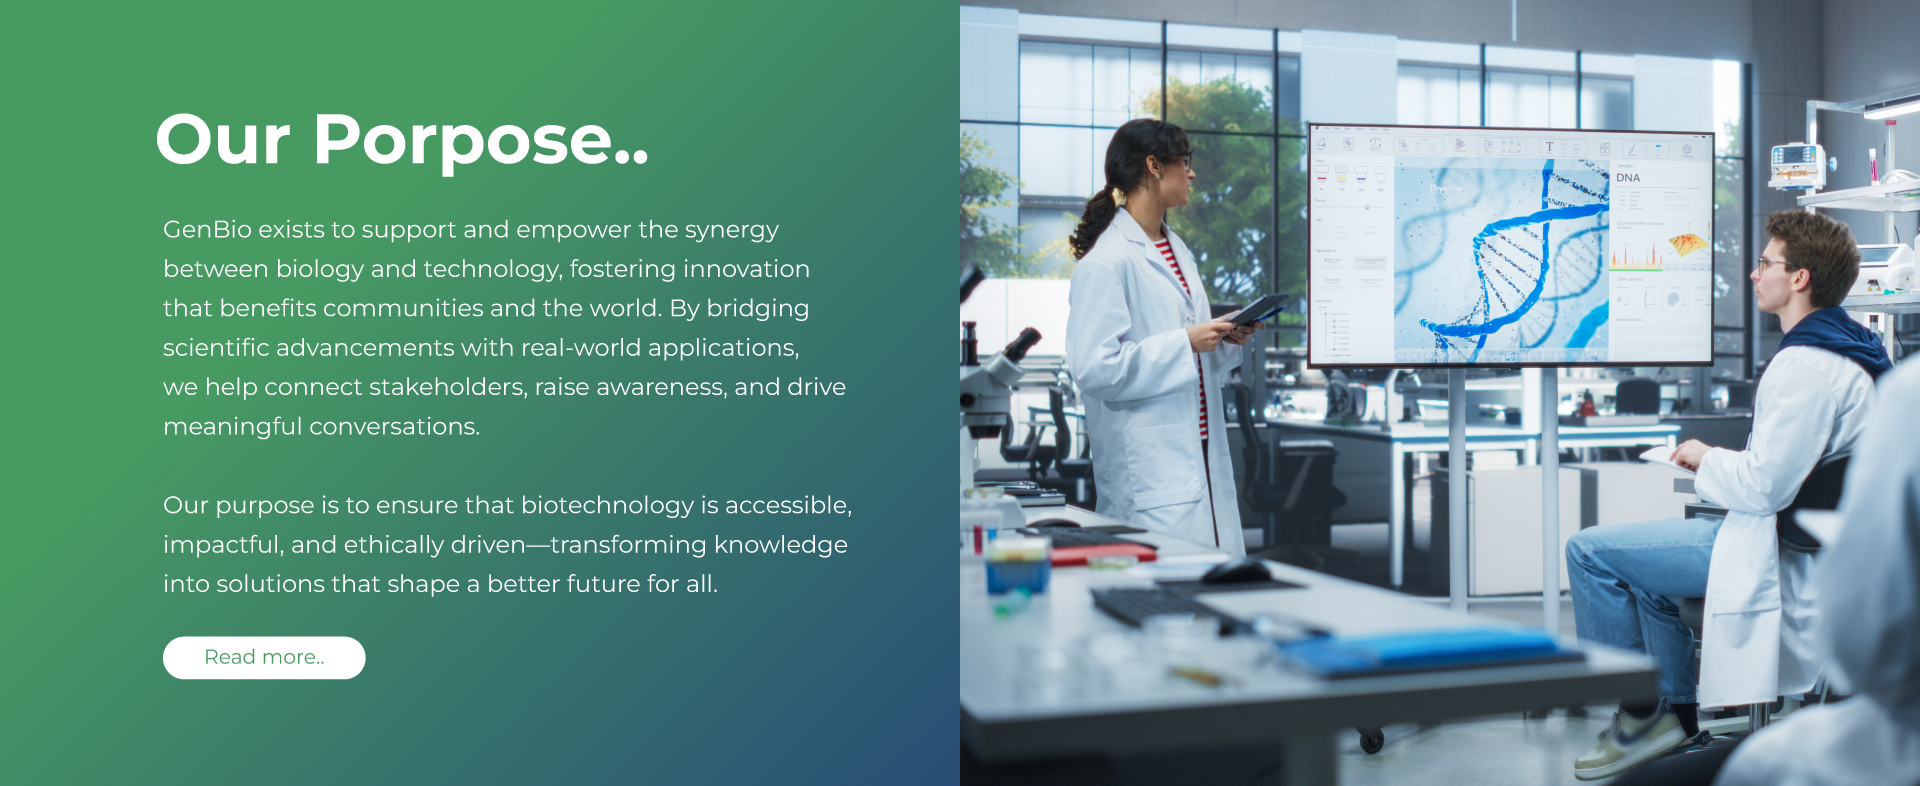 Our Porpose..
GenBio exists to support and empower the synergy
between biology and technology, fostering innovation
that benefits communities and the world. By bridging
scientific advancements with real-world applications,
we help connect stakeholders, raise awareness, and drive
meaningful conversations.
Our purpose is to ensure that biotechnology is accessible,
impactful, and ethically driven—transforming knowledge
into solutions that shape a better future for all.
Read more..
T
Thymine
DNA